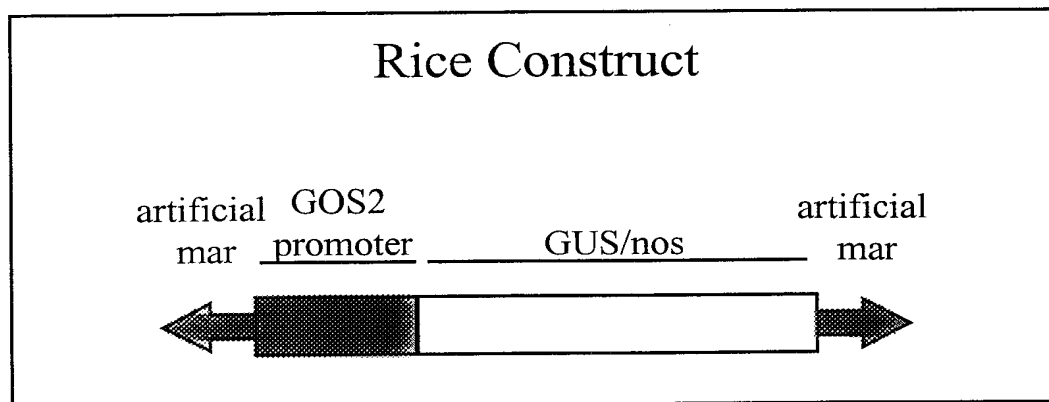 Rice Construct
artificial
mar
GOS2
promoter
GUS/nos
artificial
mar